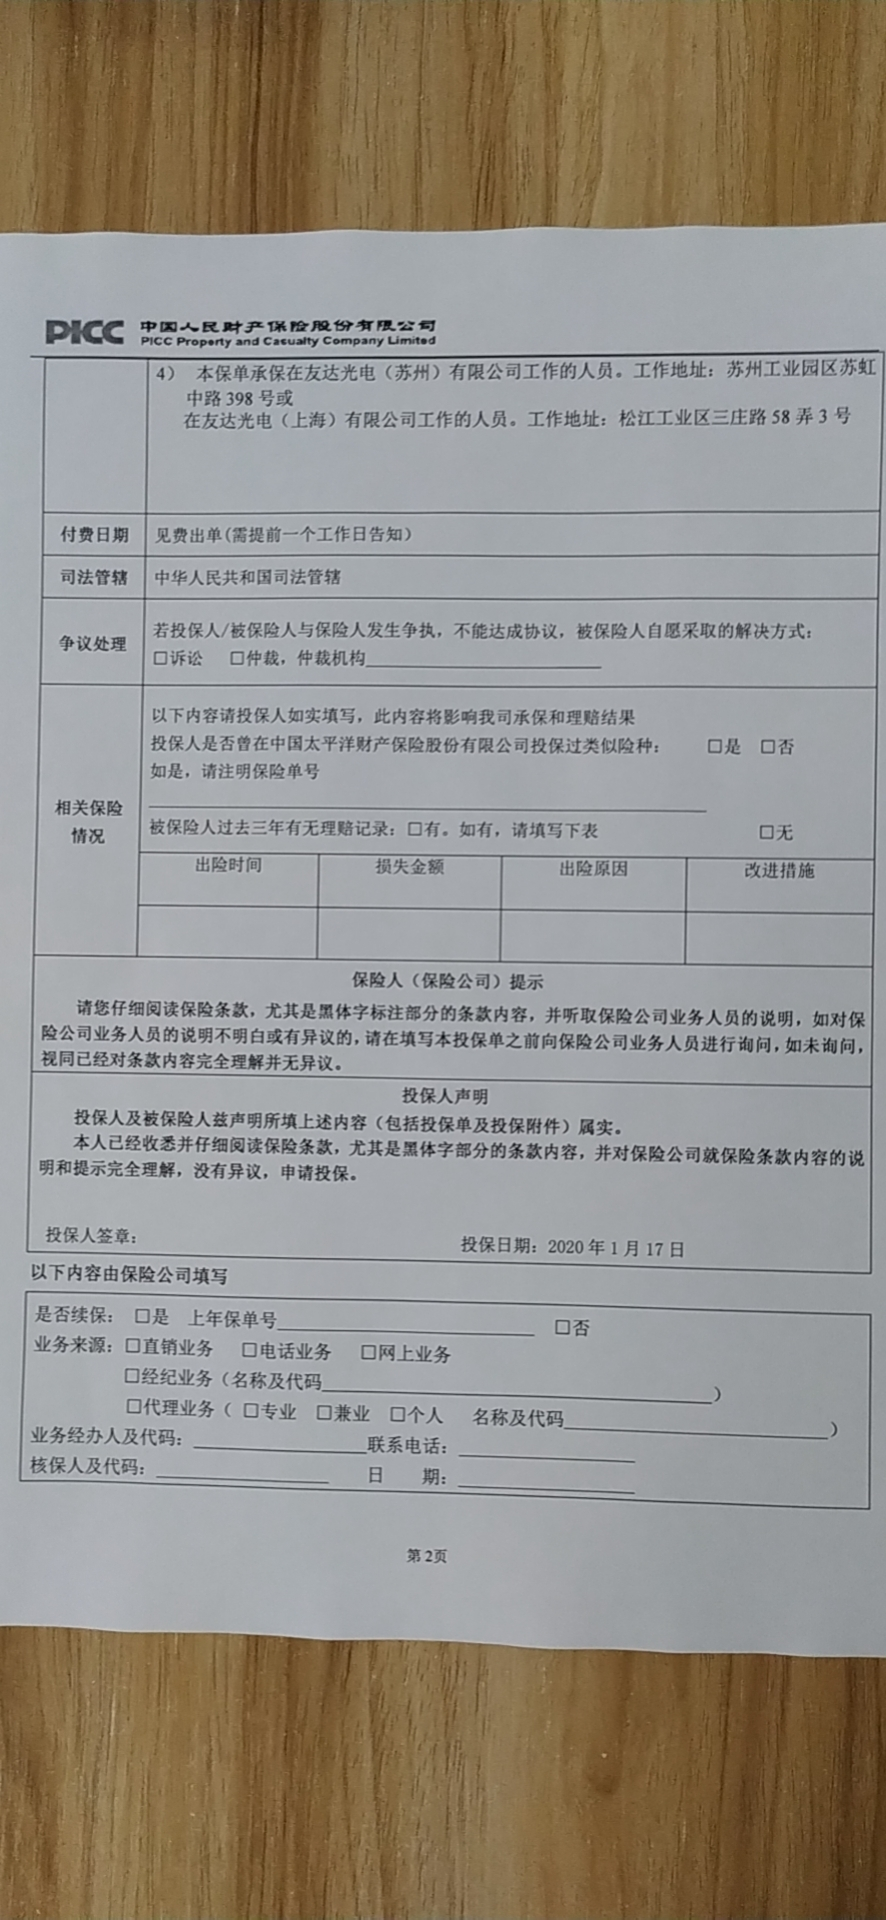 PICC 中国人民财产保险股份有限公司
PICC Property and Casualty Company Limited
4） 本保单承保在友达光电（苏州）有限公司工作的人员。工作地址：苏州工业园区苏虹
中路 398 号或
在友达光电（上海）有限公司工作的人员。工作地址：松江工业区三庄路 58 弄 3 号
付费日期 见费出单(需提前一个工作日告知）
司法管辖 中华人民共和国司法管辖
争议处理
若投保人/被保险人与保险人发生争执，不能达成协议，被保险人自愿采取的解决方式：
□诉讼 □仲裁，仲裁机构
以下内容请投保人如实填写，此内容将影响我司承保和理赔结果
投保人是否曾在中国太平洋财产保险股份有限公司投保过类似险种： □是 □否
如是，请注明保险单号
相关保险
情况
被保险人过去三年有无理赔记录：□有。如有，请填写下表 □无
出险时间 损失金额 出险原因 改进措施
保险人（保险公司）提示
请您仔细阅读保险条款，尤其是黑体字标注部分的条款内容，并听取保险公司业务人员的说明，如对保
险公司业务人员的说明不明白或有异议的，请在填写本投保单之前向保险公司业务人员进行询问，如未询问，
视同已经对条款内容完全理解并无异议。
投保人声明
投保人及被保险人兹声明所填上述内容（包括投保单及投保附件）属实。
本人已经收悉并仔细阅读保险条款，尤其是黑体字部分的条款内容，并对保险公司就保险条款内容的说
明和提示完全理解，没有异议，申请投保。
投保人签章： 投保日期：2020 年 1 月 17 日
以下内容由保险公司填写
是否续保： □是 上年保单号 □否
业务来源：□直销业务 □电话业务 □网上业务
□经纪业务（名称及代码 ）
□代理业务（ □专业 □兼业 □个人 名称及代码 ）
业务经办人及代码： 联系电话：
核保人及代码： 日 期：
第 2页